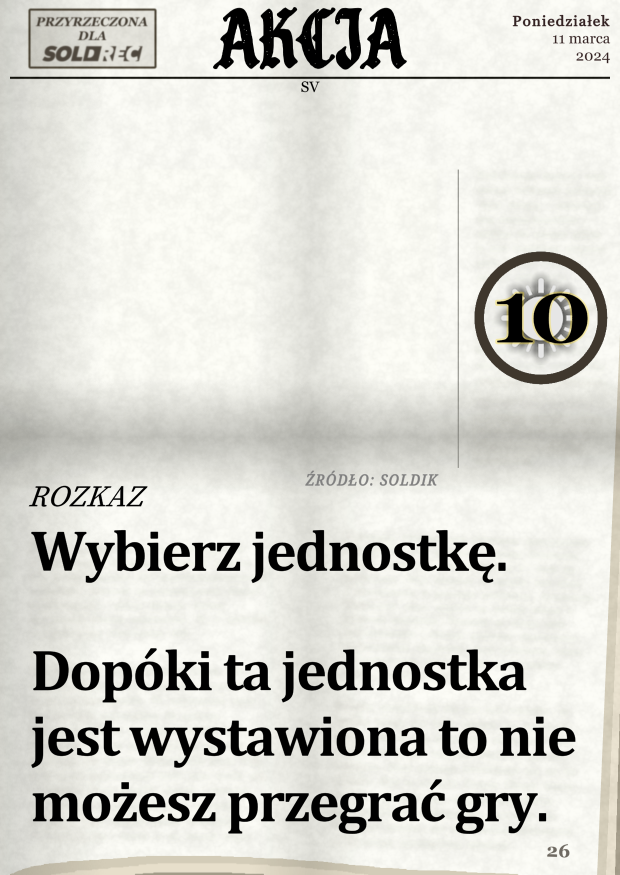 PRZYRZECZONA
DLA
SOLDREC
AKCJA
Poniedziałek
11 marca
2024
SV
10
ŹRÓDŁO: SOLDIK
ROZKAZ
Wybierz jednostkę.
Dopóki ta jednostka
jest wystawiona to nie
możesz przegrać gry.
26